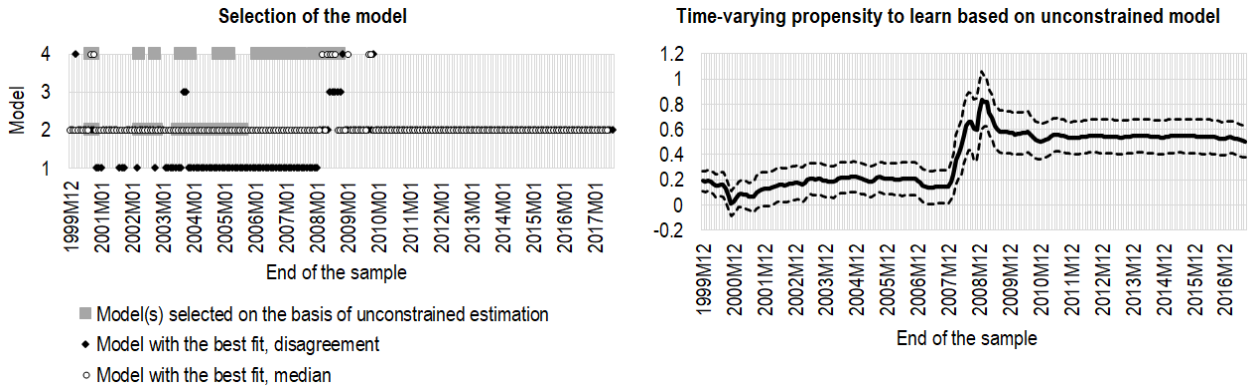 Selection of the model
4
3
2
1
Model
1999M12
2001M01
2002M01
2003M01
2004M01
2005M01
2006M01
2007M01
2008M01
2009M01
2010M01
2011M01
2012M01
2013M01
2014M01
2015M01
2016M01
2017M01
End of the sample
Model(s) selected on the basis of unconstrained estimation
Model with the best fit, disagreement
Model with the best fit, median
Time-varying propensity to learn based on unconstrained model
1.2
1
0.8
0.6
0.4
0.2
0
-0.2
1999M12
2000M12
2001M12
2002M12
2003M12
2004M12
2005M12
2006M12
2007M12
2008M12
2009M12
2010M12
2011M12
2012M12
2013M12
2014M12
2015M12
2016M12
End of the sample